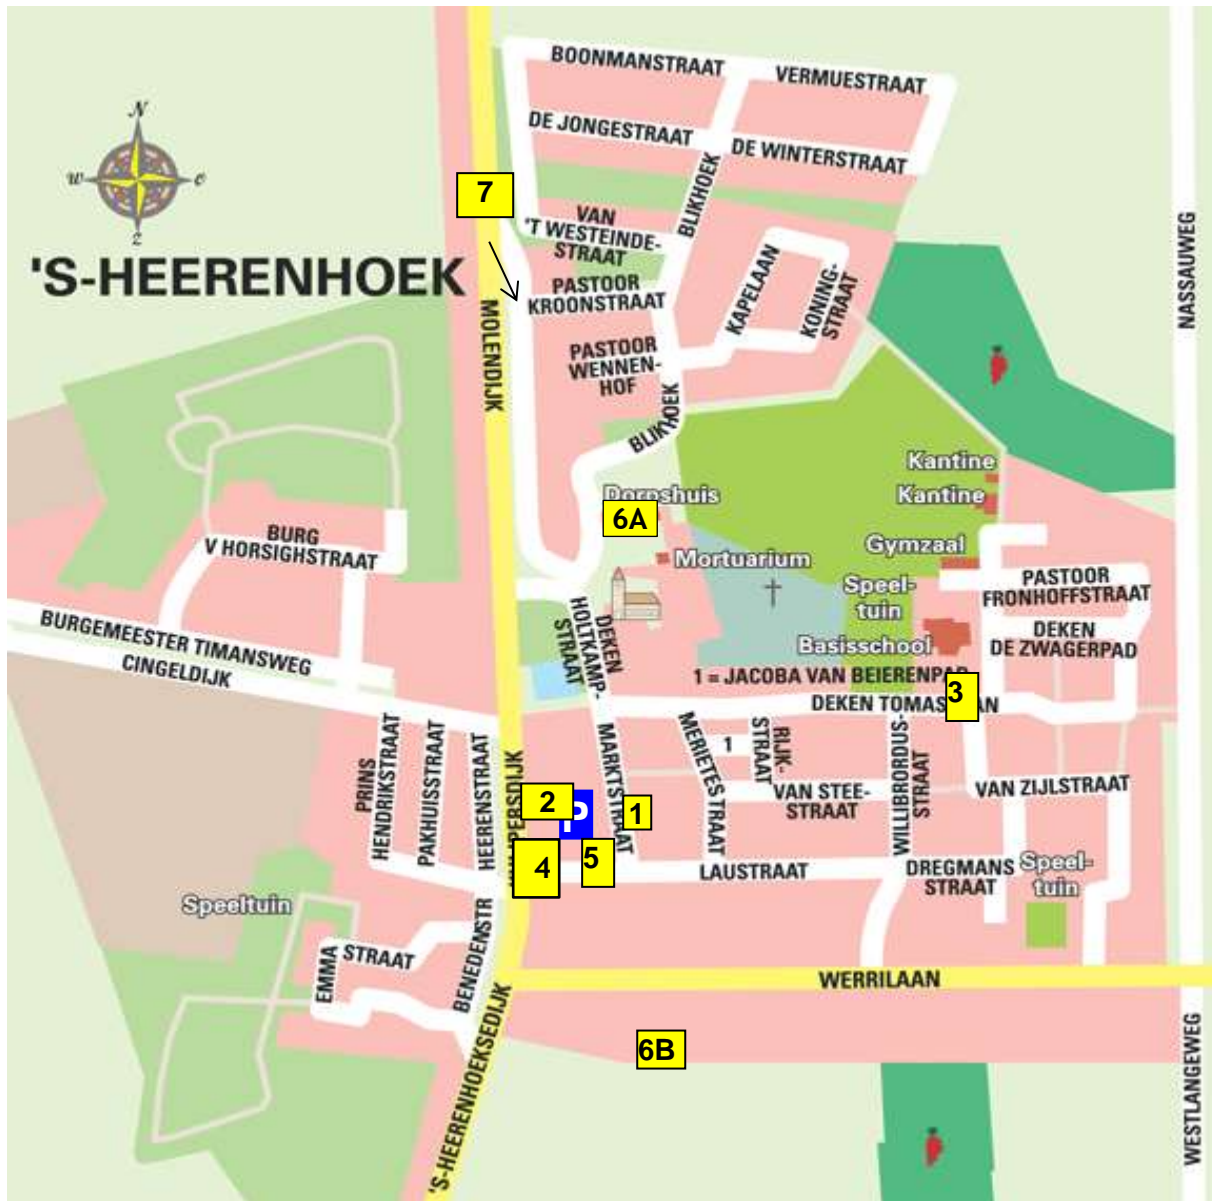 BOONMANSTRAAT
VERMUESTRAAT
N
W
O
Z
DE JONGESTRAAT
DE WINTERSTRAAT
7
BLIKHOEK
VAN
'T WESTEINDE-
STRAAT
'S-HEERENHOEK
NASSAUWEG
PASTOOR
KROONSTRAAT
KAPELAAN
KONING-
STRAAT
MOLENDIJK
PASTOOR
WENNEN-
HOF
BLIKHOEK
Kantine
Kantine
Dorpshuis
6A
BURG
V HORSIGHSTRAAT
Mortuarium
Gymzaal
PASTOOR
FRONHOFFSTRAAT
Speel-
tuin
DEKEN
HOLTKAMP-
STRAAT
BURGEMEESTER TIMANSWEG
CINGELDIJK
DEKEN
DE ZWAGERPAD
Basisschool
1 = JACOBA VAN BEIERENPAD
3
DEKEN TOMAS
AN
PRINS
HENDRIKSTRAAT
PAKHUISSTRAAT
HEERENSTRAAT
MARKTSTRAAT
MERIETESTRAAT
1
RIJK-
STRAAT
WILLIBRORDUS-
STRAAT
VAN STEE-
STRAAT
VAN ZIJLSTRAAT
2
P
1
4
5
LAUSTRAAT
DREGMANS
STRAAT
Speel-
tuin
Speeltuin
EMMA
STRAAT
BENEDENSTR
WERRILAAN
'S-HEERENHOEKSEDIJK
6B
WESTLANGEWEG